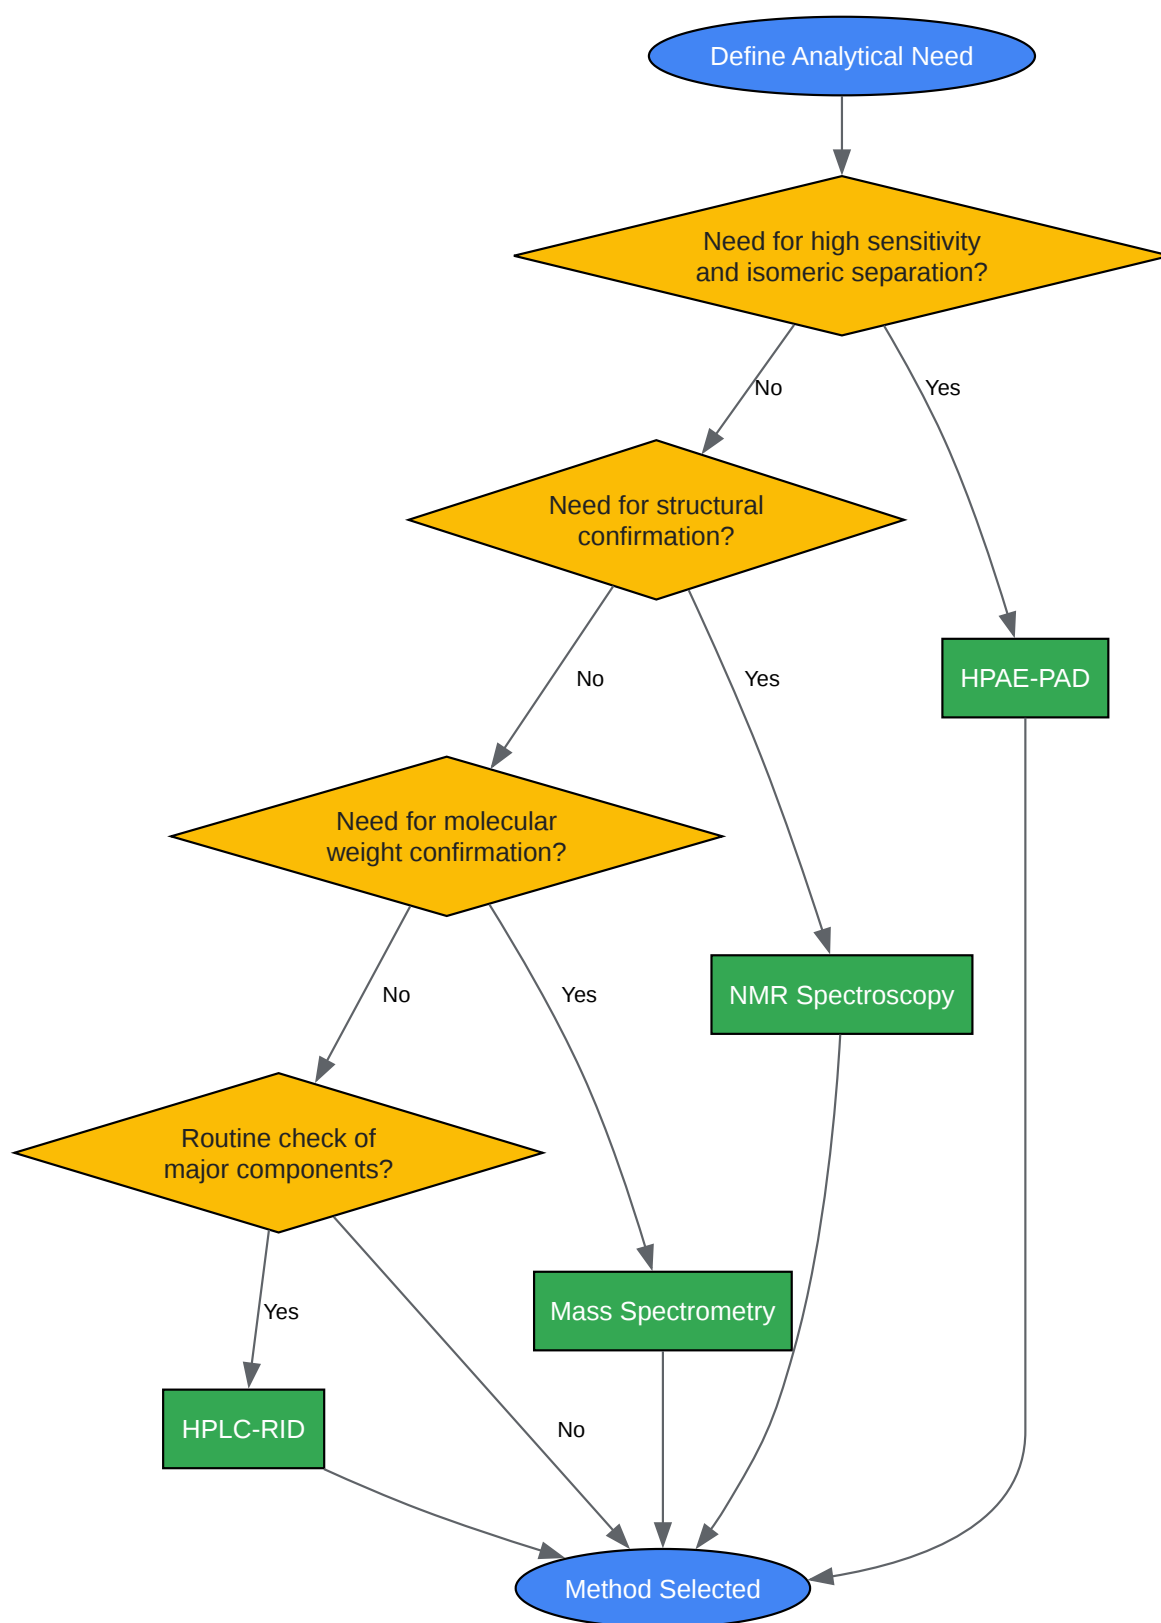 Define Analytical Need
Need for high sensitivity
and isomeric separation?
No
Yes
Need for structural
confirmation?
No
Yes
HPAE-PAD
Need for molecular
weight confirmation?
No
Yes
NMR Spectroscopy
Routine check of
major components?
Yes
Mass Spectrometry
HPLC-RID
No
Method Selected